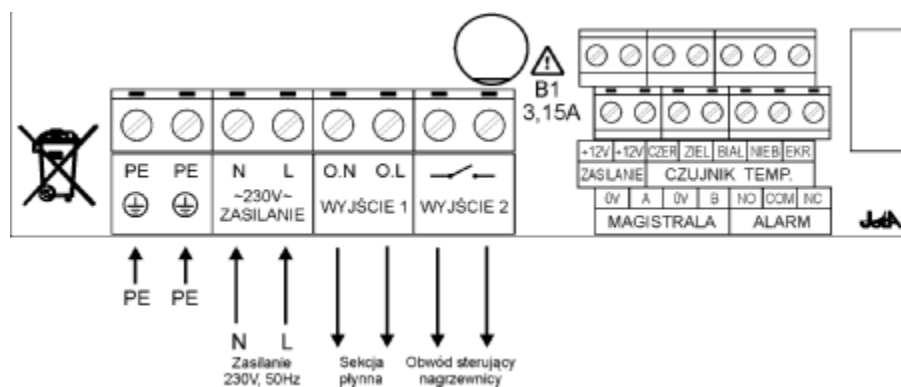 B1
3,15A
+12V +12V CZER ZIEL BIAŁ NIEB EKR.
ZASILANIE CZUJNIK TEMP.
0V A 0V B NO COM NC
MAGISTRALA ALARM
PE PE N L O.N O.L
~230V~
ZASILANIE WYJŚCIE 1 WYJŚCIE 2
JotA
PE PE
N L
Zasilanie
230V, 50Hz
Sekcja
płynna
Obwód sterujący
nagrzewnicy